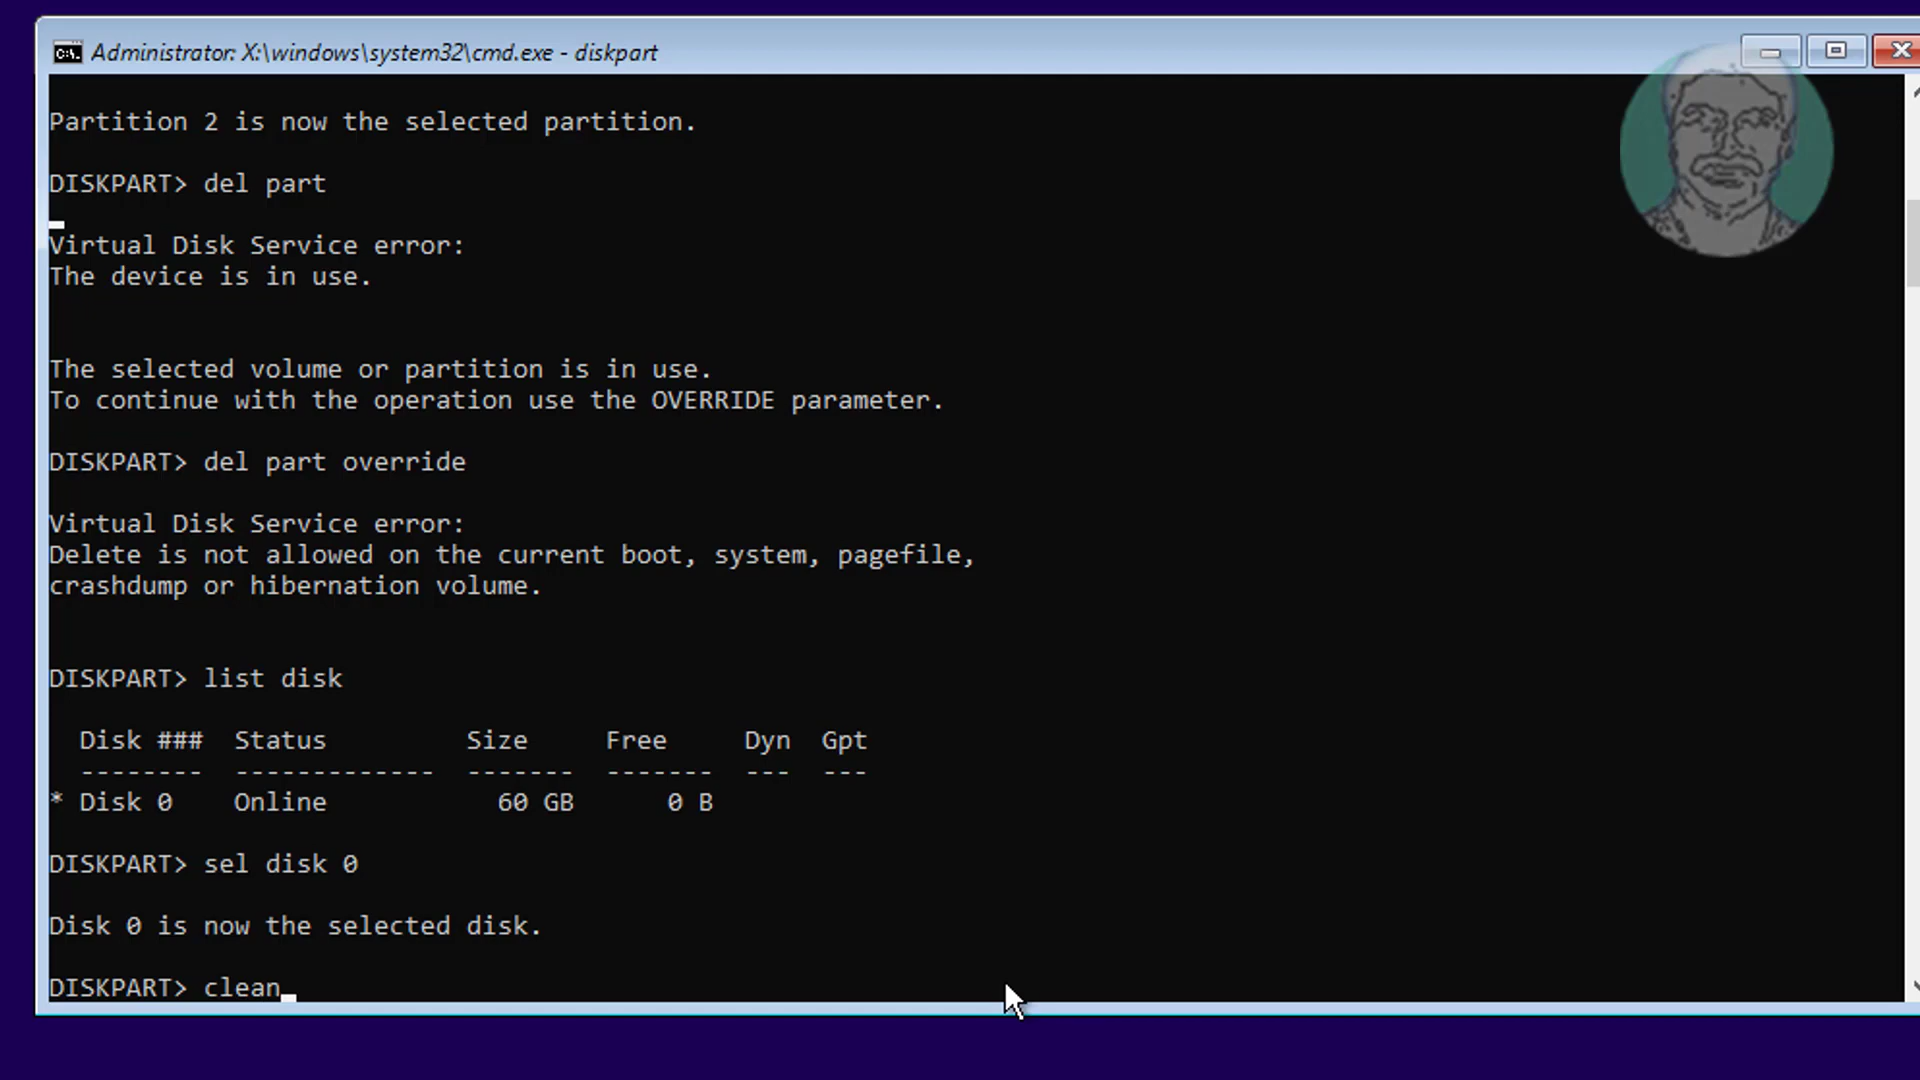 Administrator: X:\windows\system32\cmd.exe - diskpart
Partition 2 is now the selected partition.
DISKPART> del part
Virtual Disk Service error:
The device is in use.
The selected volume or partition is in use.
To continue with the operation use the OVERRIDE parameter.
DISKPART> del part override
Virtual Disk Service error:
Delete is not allowed on the current boot, system, pagefile,
crashdump or hibernation volume.
DISKPART> list disk
Disk ###  Status         Size     Free     Dyn  Gpt
--------  -------------  -------  -------  ---  ---
* Disk 0    Online           60 GB      0 B
DISKPART> sel disk 0
Disk 0 is now the selected disk.
DISKPART> clean